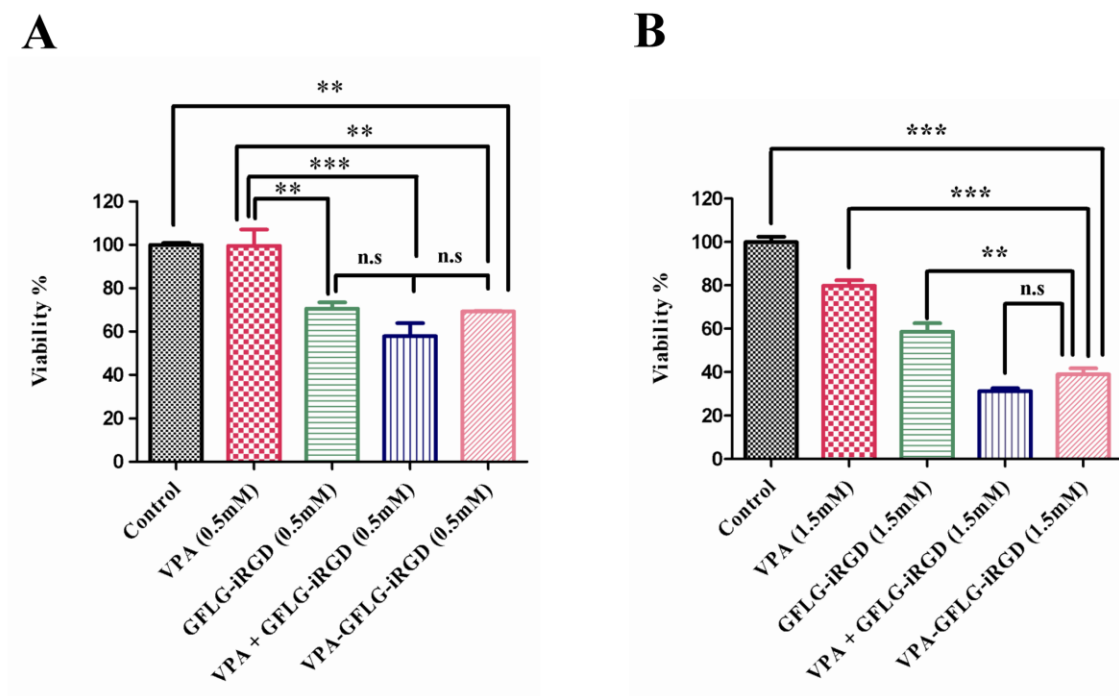 A
**
**
***
**
n.s
n.s
Viability %
120
100
80
60
40
20
0
Control
VPA (0.5mM)
GFLG-iRGD (0.5mM)
VPA + GFLG-iRGD (0.5mM)
VPA-GFLG-iRGD (0.5mM)
B
***
***
**
n.s
Viability %
120
100
80
60
40
20
0
Control
VPA (1.5mM)
GFLG-iRGD (1.5mM)
VPA + GFLG-iRGD (1.5mM)
VPA-GFLG-iRGD (1.5mM)